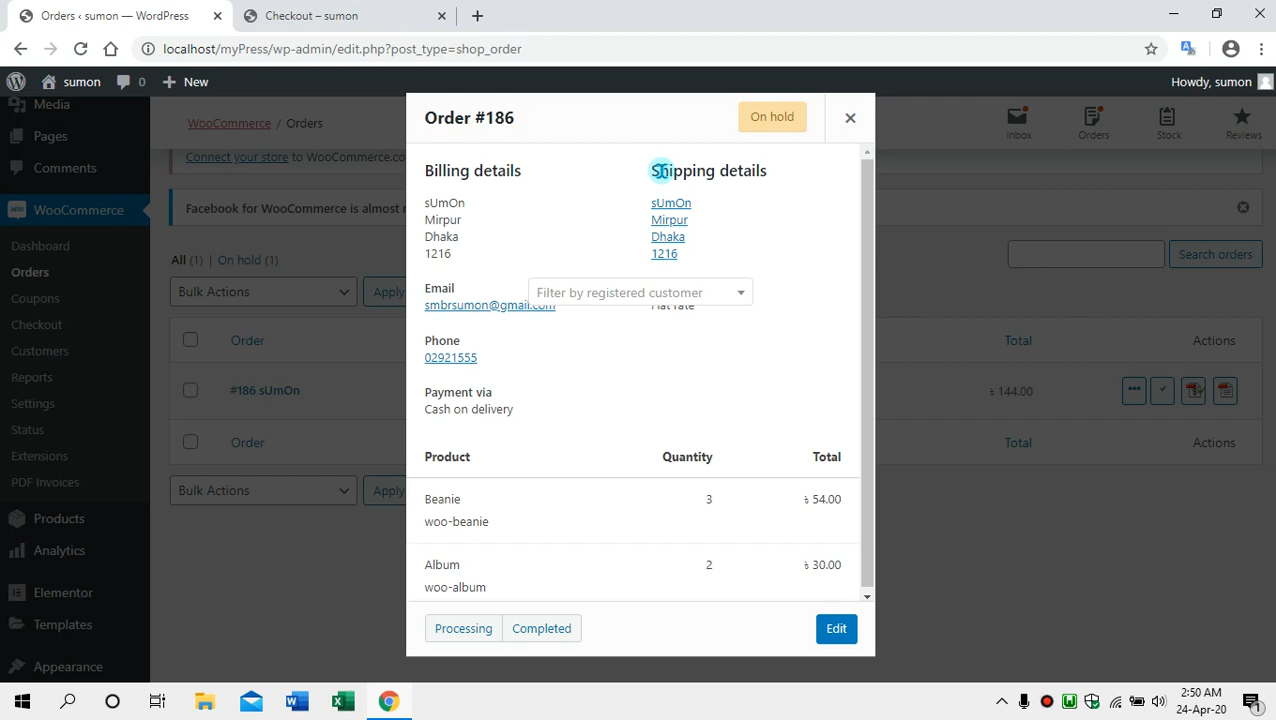 Orders ‹ sumon — WordPress
Checkout – sumon
localhost/myPress/wp-admin/edit.php?post_type=shop_order
sumon
0
New
Howdy, sumon
Media
Pages
Comments
WooCommerce
Dashboard
Orders
Coupons
Checkout
Customers
Reports
Settings
Status
Extensions
PDF Invoices
Products
Analytics
Elementor
Templates
Appearance
WooCommerce / Orders
Inbox
Orders
Stock
Reviews
Connect your store to WooCommerce.co
Facebook for WooCommerce is almost r
All (1) | On hold (1)
Search orders
Bulk Actions
Apply
Order
Total
Actions
#186 sUmOn
৳ 144.00
Order
Total
Actions
Bulk Actions
Apply
Order #186
On hold
Billing details
sUmOn
Mirpur
Dhaka
1216
Shipping details
sUmOn
Mirpur
Dhaka
1216
Email
smbrsumon@gmail.com
Filter by registered customer
Flat rate
Phone
02921555
Payment via
Cash on delivery
Product Quantity Total
Beanie 3 ৳ 54.00
woo-beanie
Album 2 ৳ 30.00
woo-album
Processing
Completed
Edit
2:50 AM
24-Apr-20
1